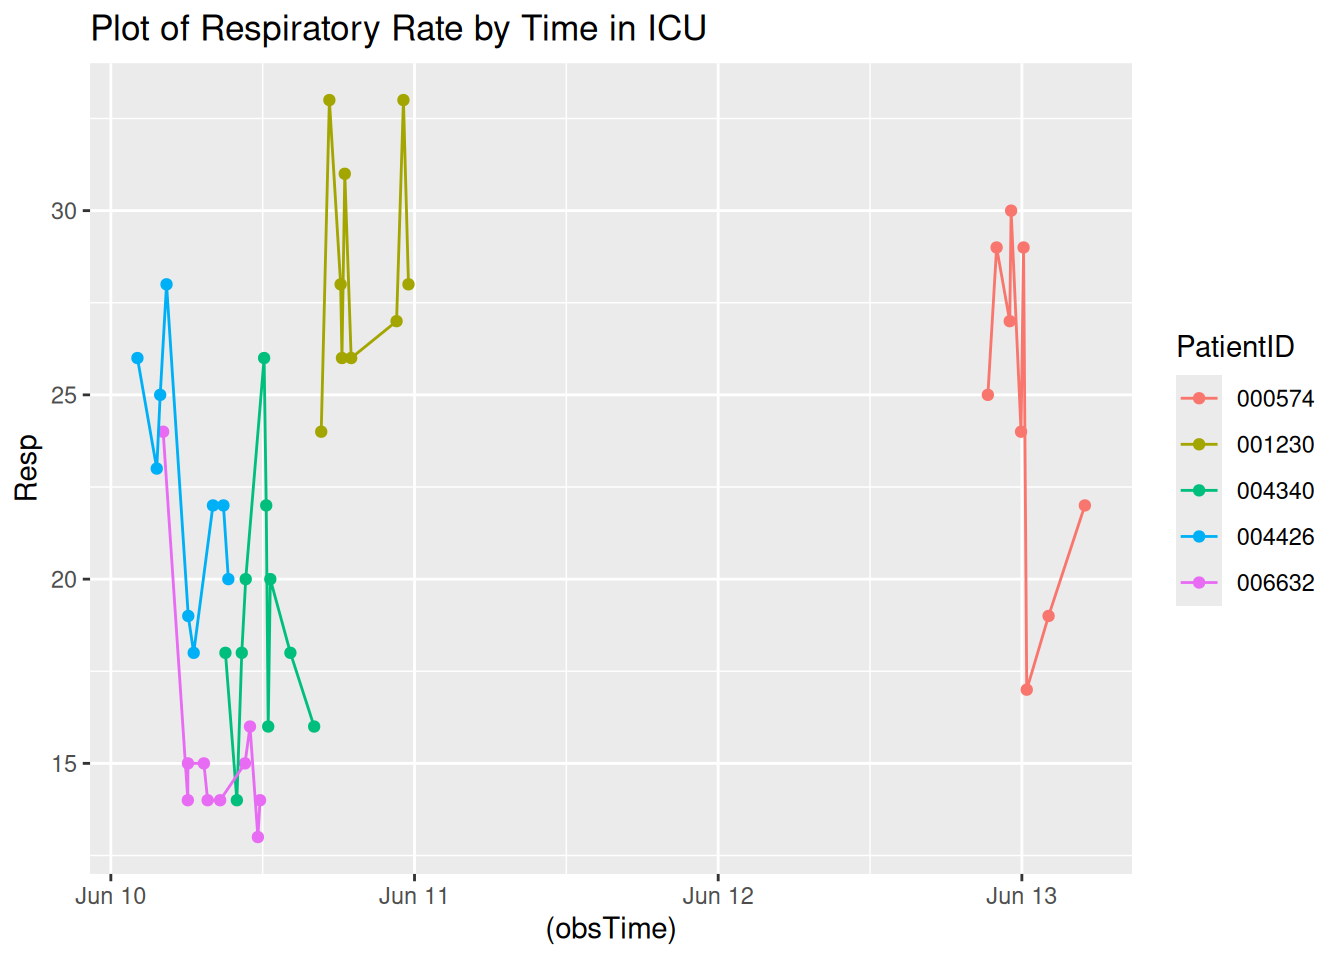 Plot of Respiratory Rate by Time in ICU
30
25
20
15
Resp
Jun 10
Jun 11
Jun 12
Jun 13
(obsTime)
PatientID
000574
001230
004340
004426
006632